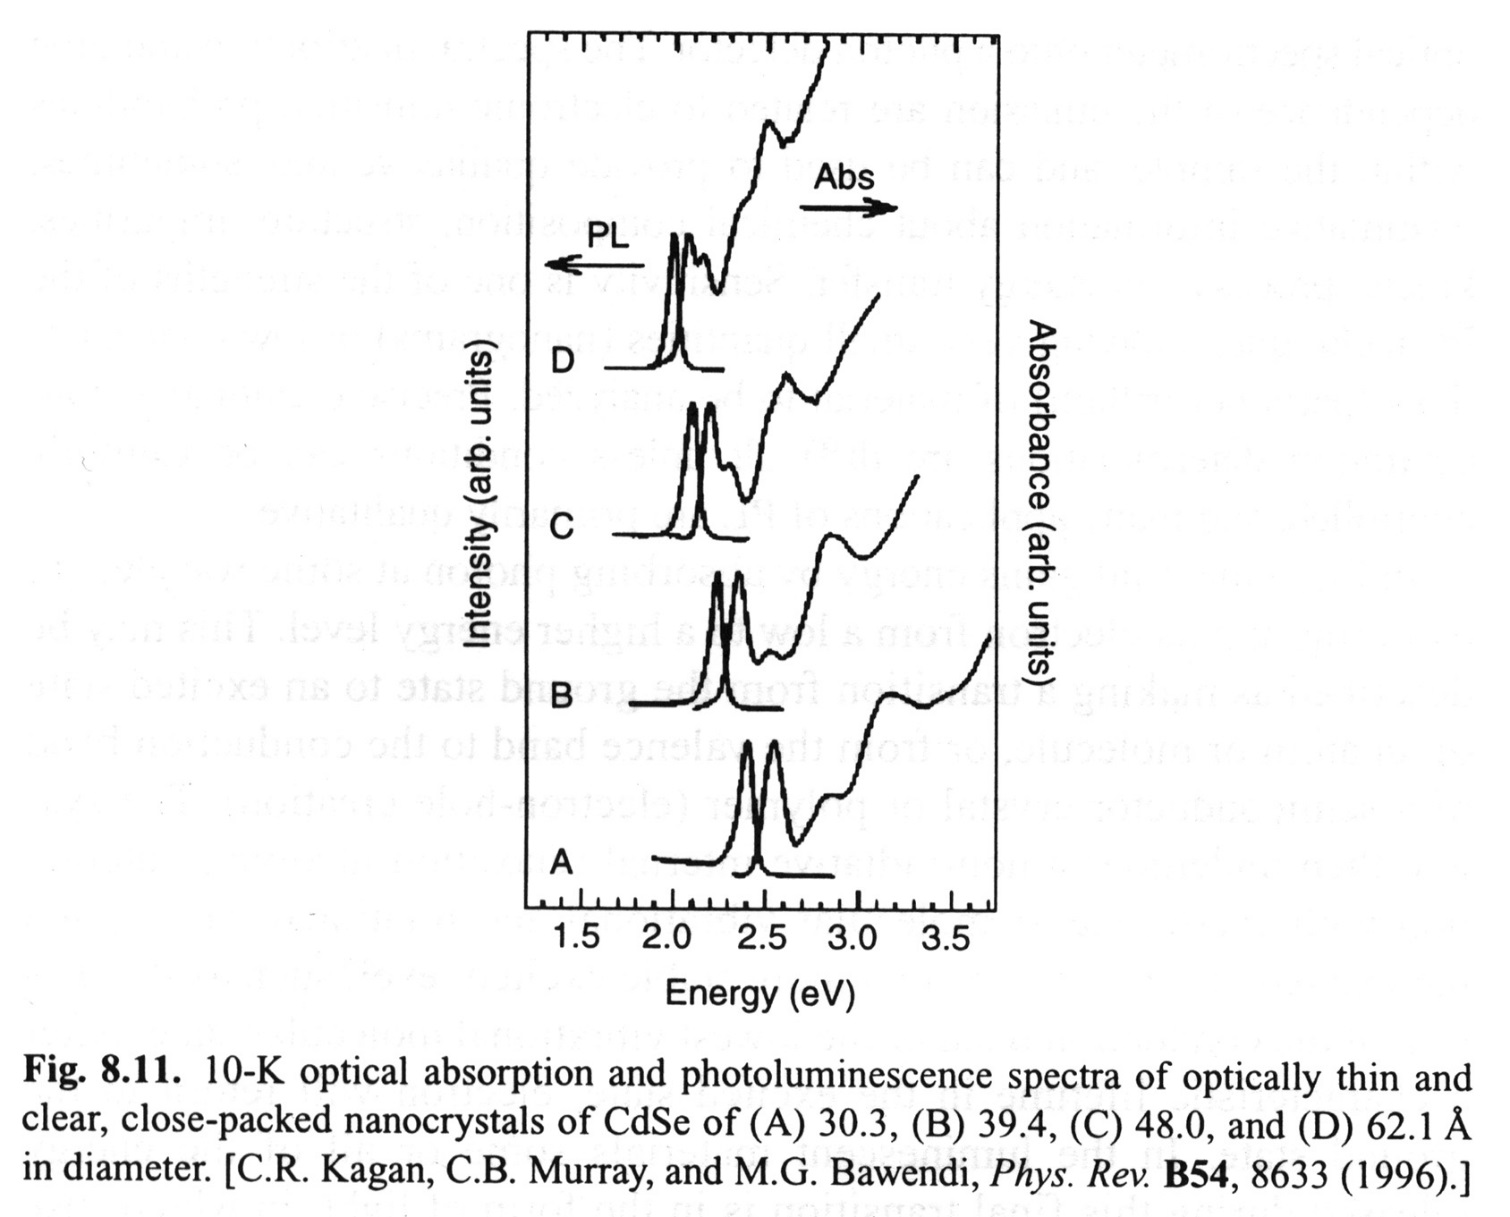 Abs
PL
D
C
B
A
Intensity (arb. units)
Absorbance (arb. units)
1.5 2.0 2.5 3.0 3.5
Energy (eV)
Fig. 8.11. 10-K optical absorption and photoluminescence spectra of optically thin and
clear, close-packed nanocrystals of CdSe of (A) 30.3, (B) 39.4, (C) 48.0, and (D) 62.1 Å
in diameter. [C.R. Kagan, C.B. Murray, and M.G. Bawendi, Phys. Rev. B54, 8633 (1996).]